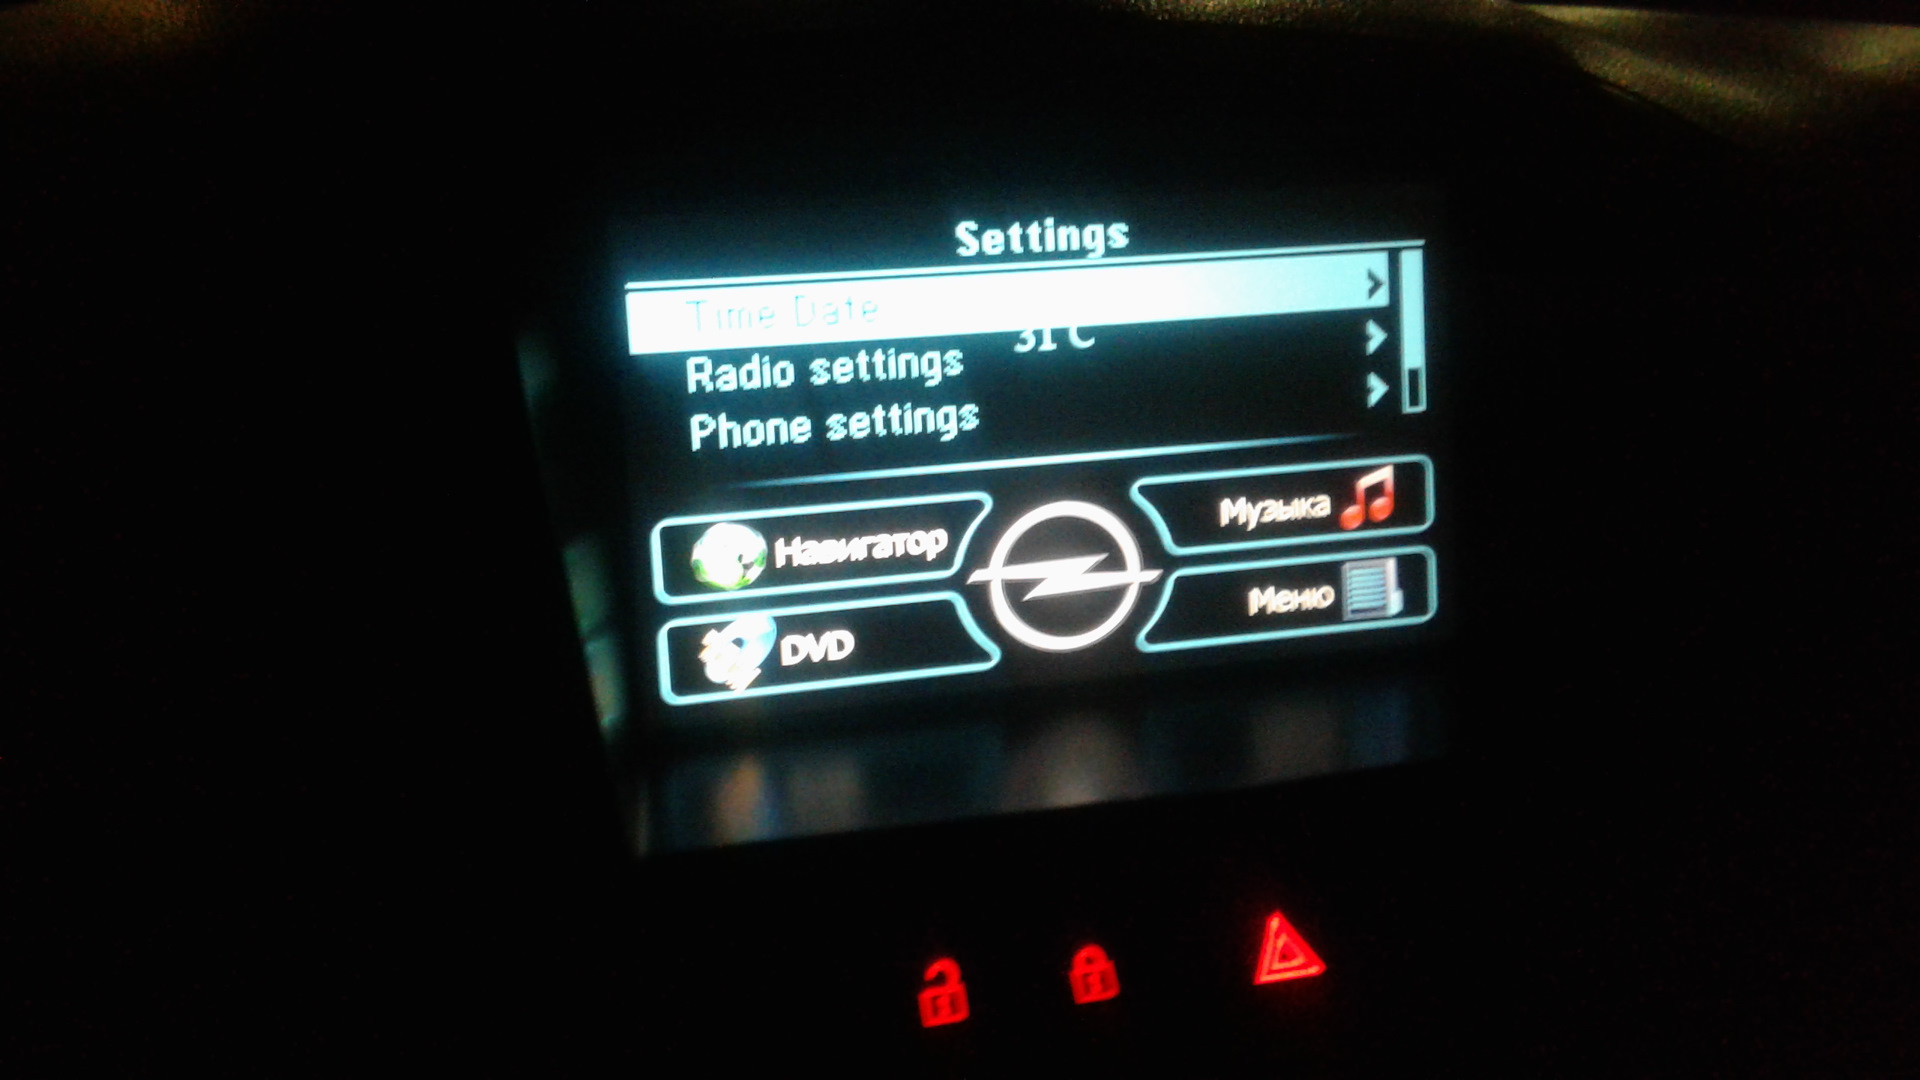 Settings
Time Date
31°C
Radio settings
Phone settings
Навигатор
Музыка
DVD
Меню